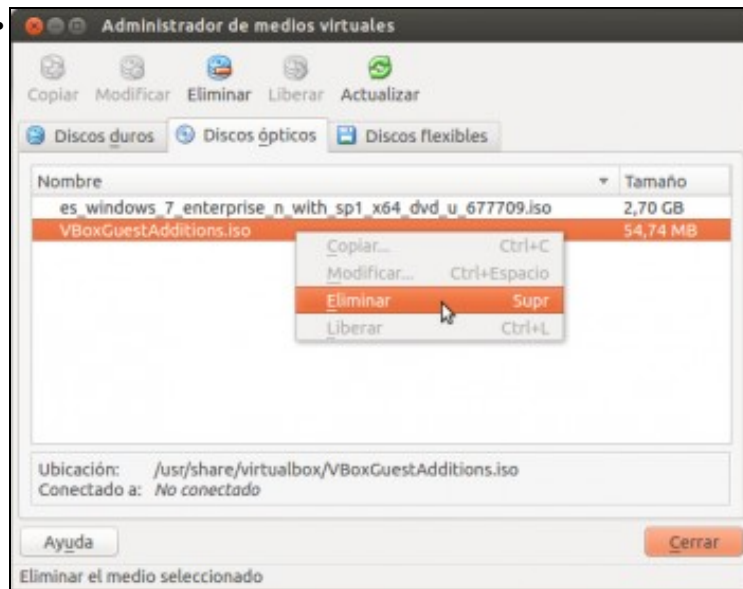 Administrador de medios virtuales
Copiar Modificar Eliminar Liberar Actualizar
Discos duros Discos ópticos Discos flexibles
Nombre Tamaño
es_windows_7_enterprise_n_with_sp1_x64_dvd_u_677709.iso 2,70 GB
VBoxGuestAdditions.iso 54,74 MB
Copiar... Ctrl+C
Modificar... Ctrl+Espacio
Eliminar Supr
Liberar Ctrl+L
Ubicación: /usr/share/virtualbox/VBoxGuestAdditions.iso
Conectado a: No conectado
Ayuda Cerrar
Eliminar el medio seleccionado